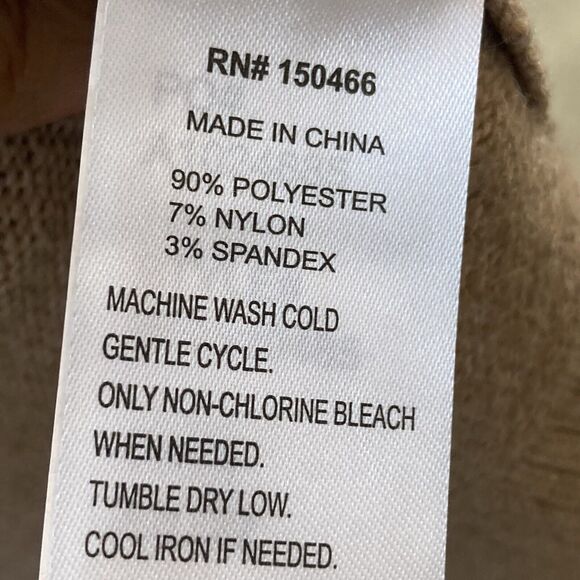 RN# 150466
MADE IN CHINA
90% POLYESTER
7% NYLON
3% SPANDEX
MACHINE WASH COLD
GENTLE CYCLE.
ONLY NON-CHLORINE BLEACH
WHEN NEEDED.
TUMBLE DRY LOW.
COOL IRON IF NEEDED.